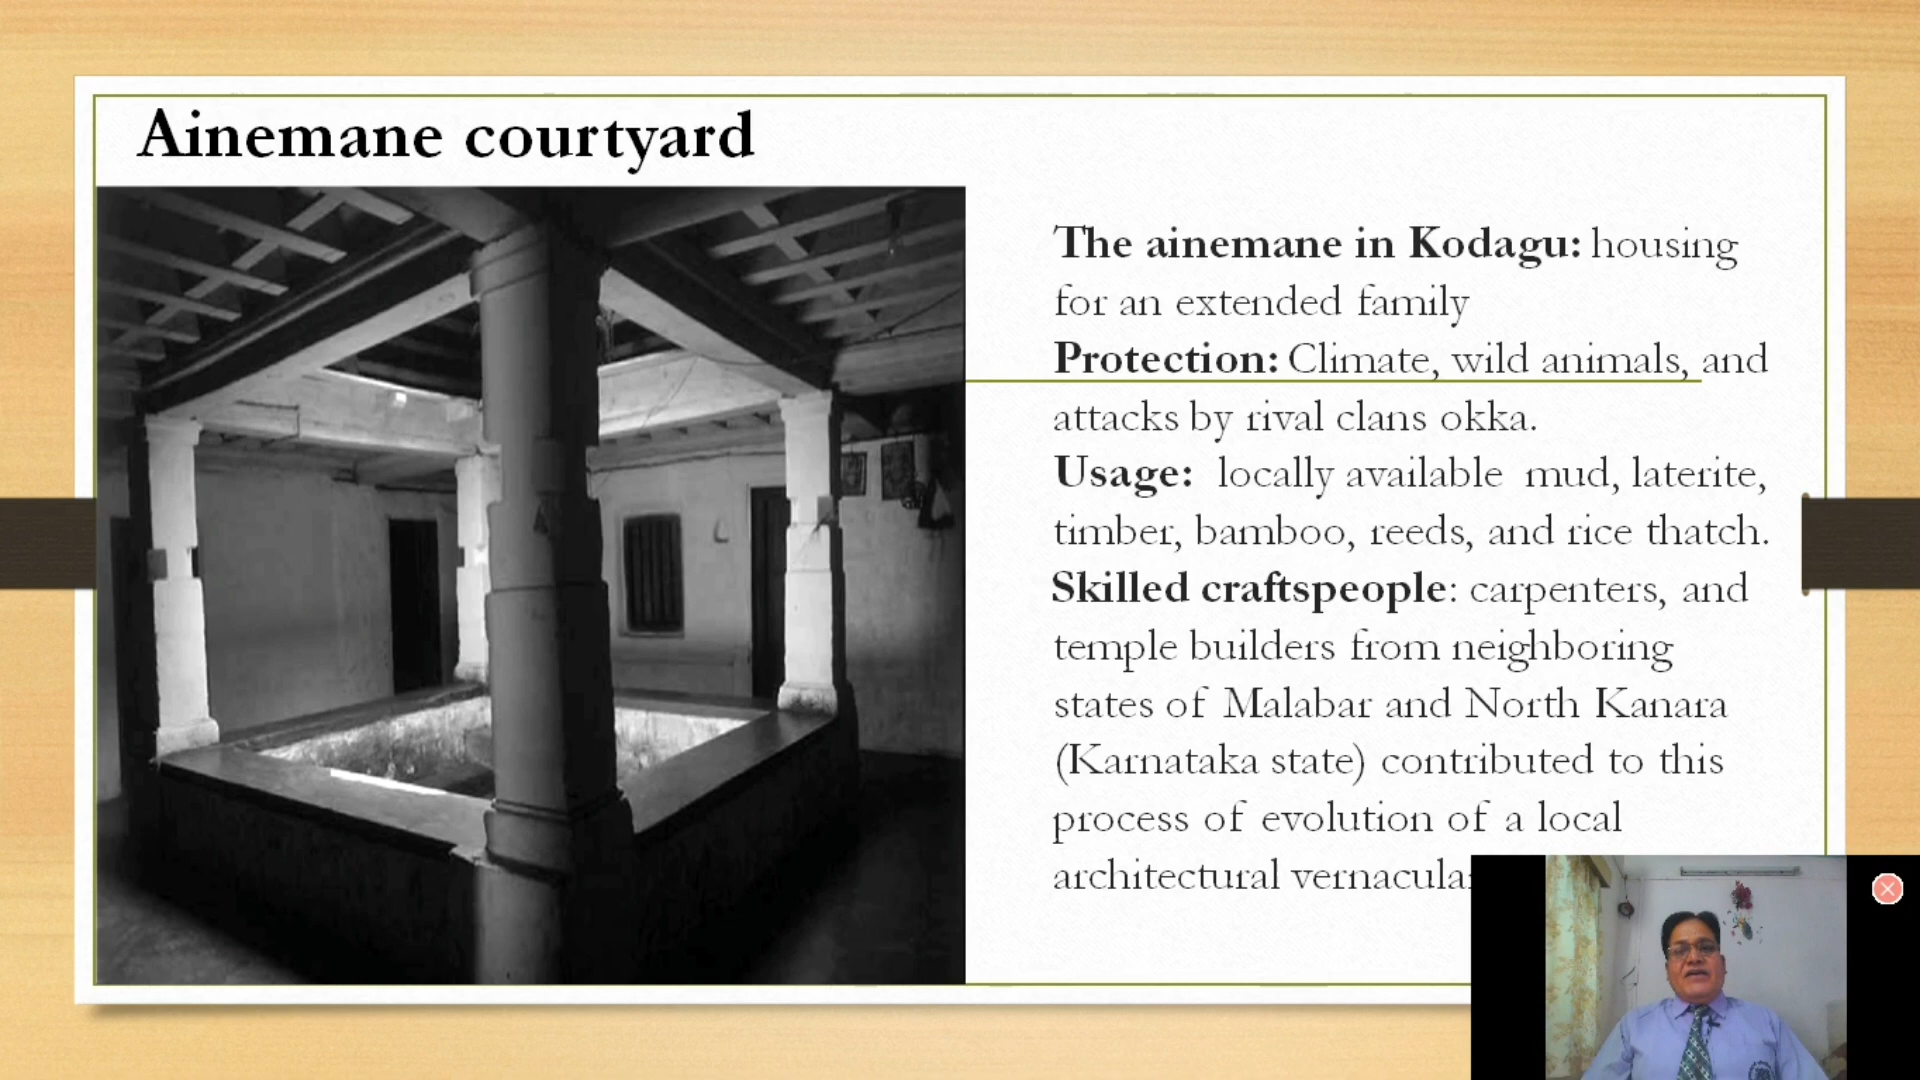 Ainemane courtyard
The ainemane in Kodagu: housing
for an extended family
Protection: Climate, wild animals, and
attacks by rival clans okka.
Usage: locally available mud, laterite,
timber, bamboo, reeds, and rice thatch.
Skilled craftspeople: carpenters, and
temple builders from neighboring
states of Malabar and North Kanara
(Karnataka state) contributed to this
process of evolution of a local
architectural